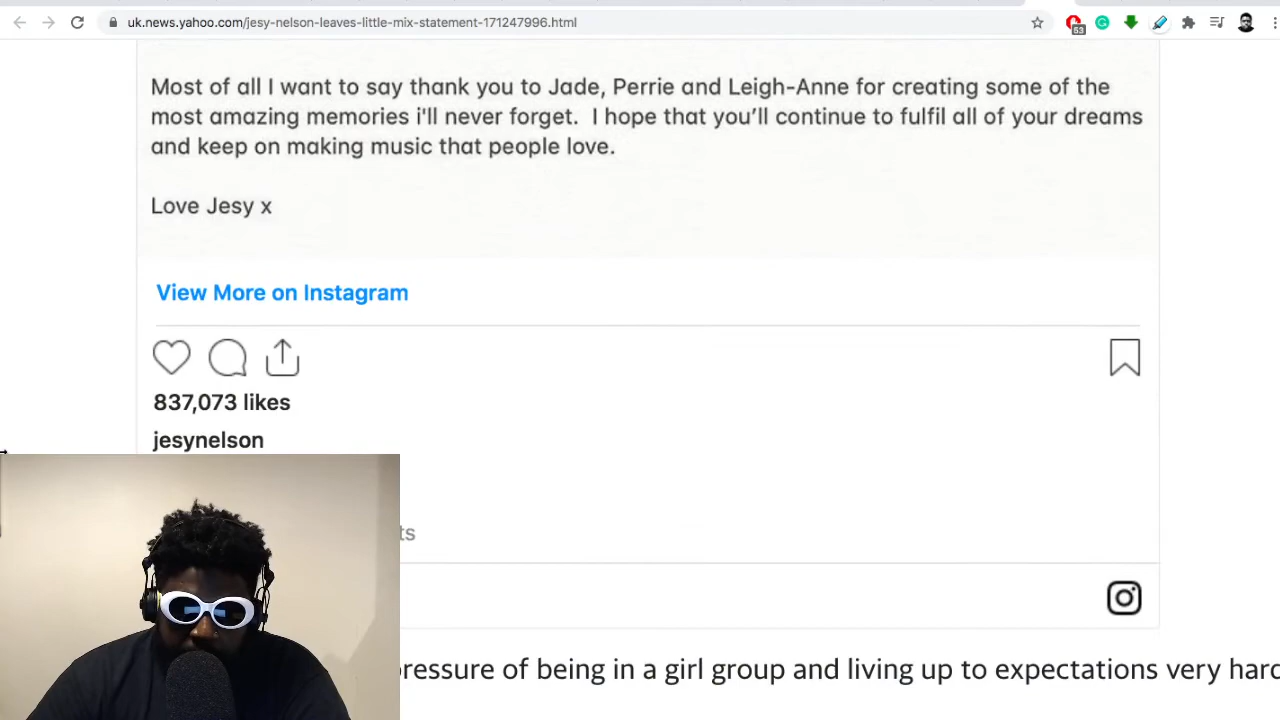 uk.news.yahoo.com/jesy-nelson-leaves-little-mix-statement-171247996.html
53
Most of all I want to say thank you to Jade, Perrie and Leigh-Anne for creating some of the
most amazing memories i'll never forget.  I hope that you’ll continue to fulfil all of your dreams
and keep on making music that people love.
Love Jesy x
View More on Instagram
837,073 likes
jesynelson
ts
ressure of being in a girl group and living up to expectations very hard